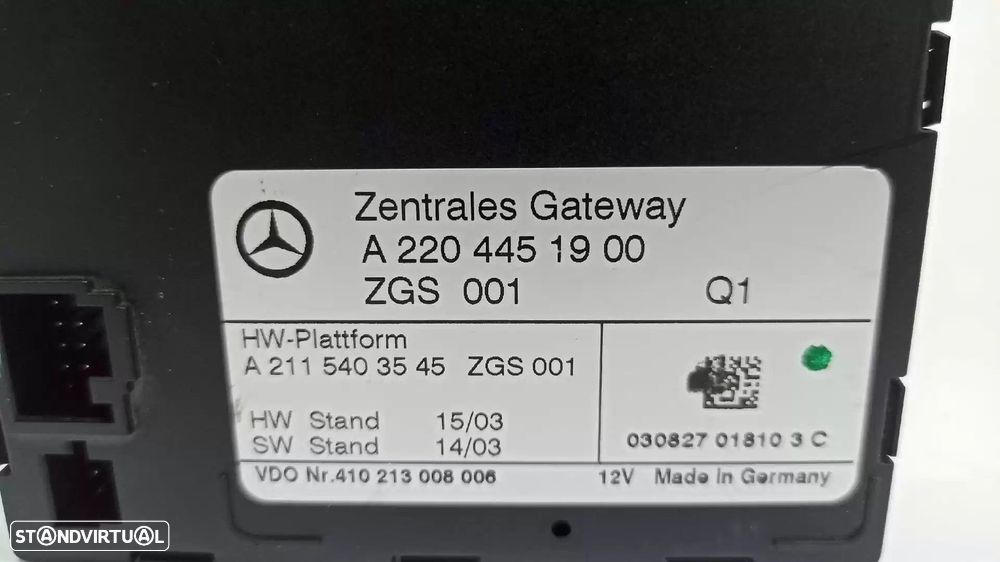 Zentrales Gateway
A 220 445 19 00
ZGS 001 Q1
HW-Plattform
A 211 540 35 45 ZGS 001
HW Stand 15/03
SW Stand 14/03
030827 01810 3 C
VDO Nr.410 213 008 006 12V Made in Germany
STANDVIRTUAL